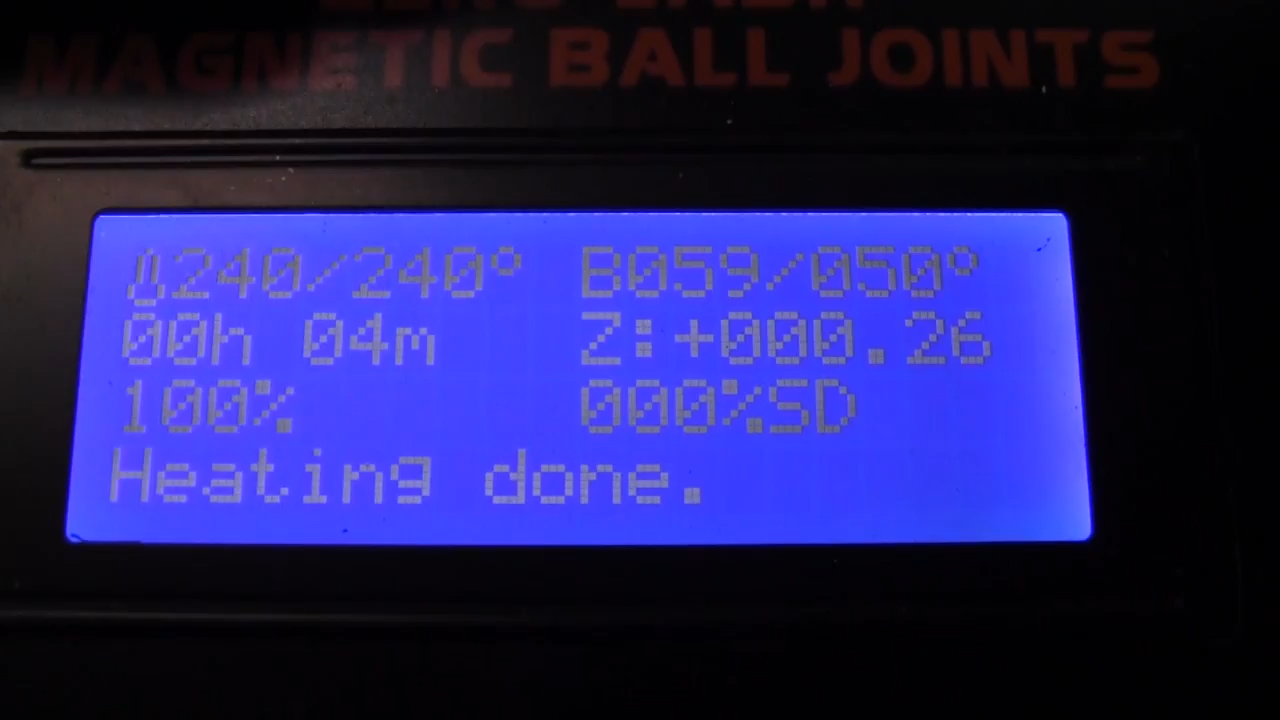 MAGNETIC BALL JOINTS
240/240° B059/050°
00h 04m Z:+000.26
100% 000%SD
Heating done.